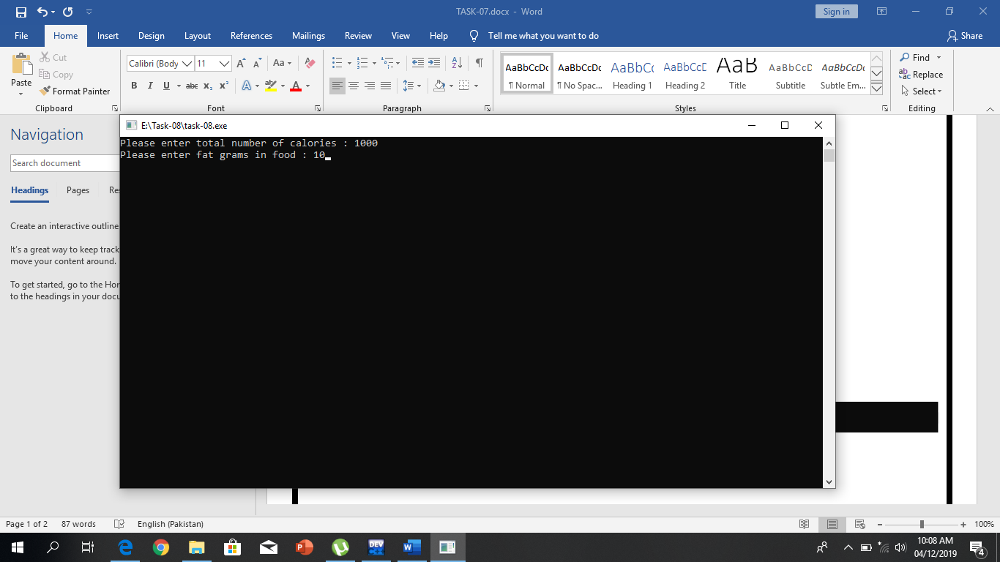 TASK-07.docx - Word
Sign in
File Home Insert Design Layout References Mailings Review View Help Tell me what you want to do Share
Paste
Cut
Copy
Format Painter
Clipboard
Calibri (Body 11
Aa
B I U abc x₂ x² A ab A
Font
Paragraph
AaBbCcDc AaBbCcDc AaBbCc AaBbCcD AaB AaBbCcD AaBbCcDc
¶ Normal ¶ No Spac... Heading 1 Heading 2 Title Subtitle Subtle Em...
Styles
Find
Replace
Select
Editing
Navigation
Search document
Headings Pages
Create an interactive outline
It's a great way to keep track
move your content around.
To get started, go to the
to the headings in your
E:\Task-08\task-08.exe
Please enter total number of calories : 1000
Please enter fat grams in food : 10
Page 1 of 2 87 words English (Pakistan) 100%
DEV
10:08 AM
04/12/2019
4